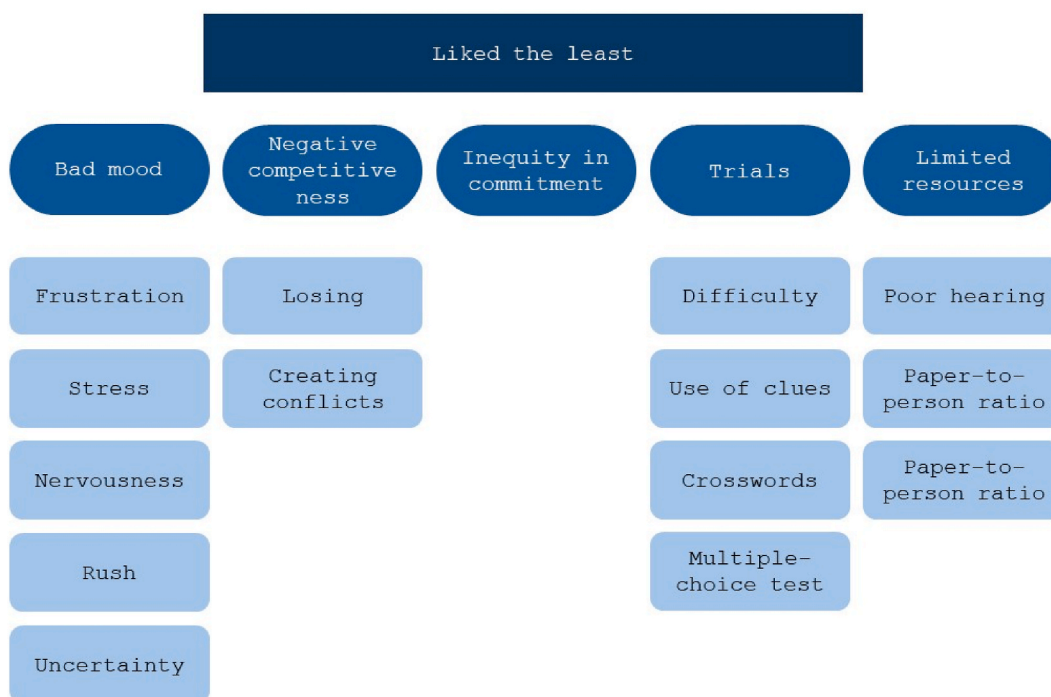 Liked the least
Bad mood
Negative
competitive
ness
Inequity in
commitment
Trials
Limited
resources
Frustration
Losing
Difficulty
Poor hearing
Stress
Creating
conflicts
Use of clues
Paper-to-
person ratio
Nervousness
Crosswords
Paper-to-
person ratio
Rush
Multiple-
choice test
Uncertainty